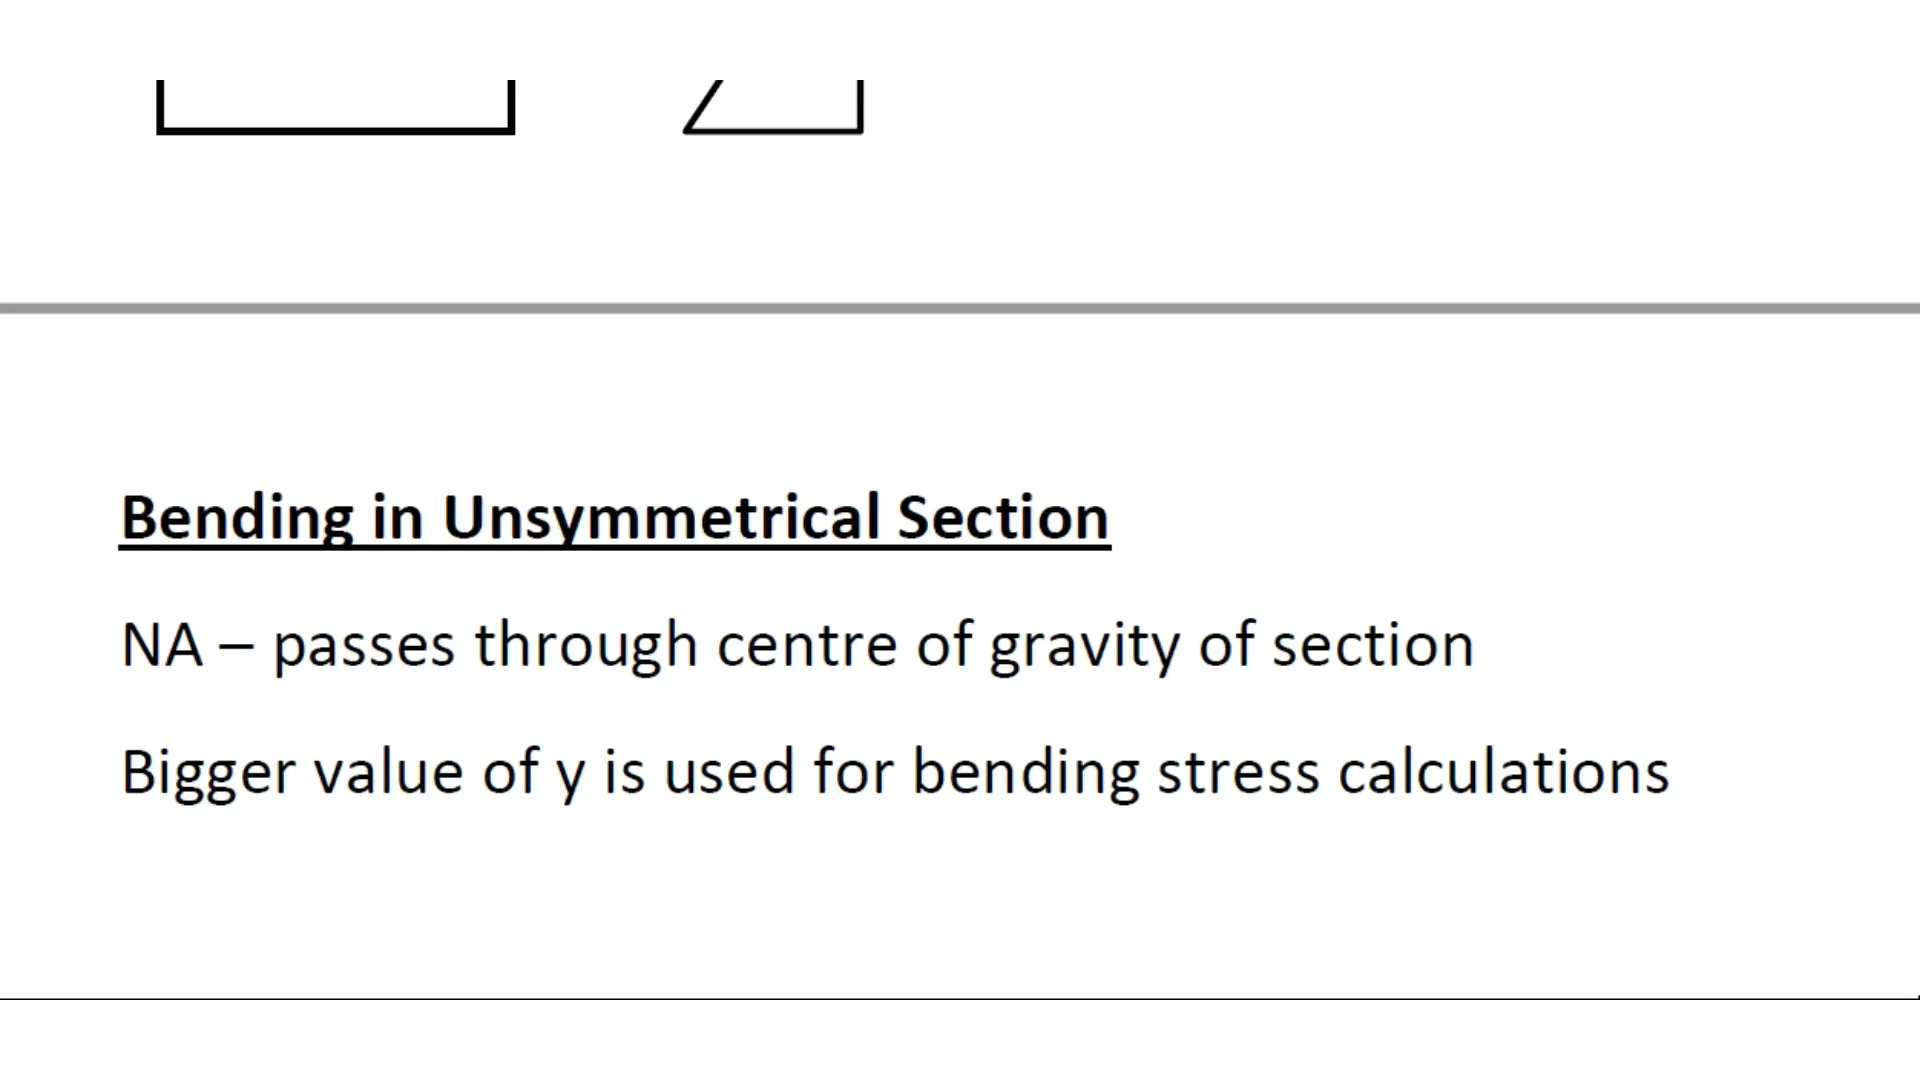 Bending in Unsymmetrical Section
NA – passes through centre of gravity of section
Bigger value of y is used for bending stress calculations